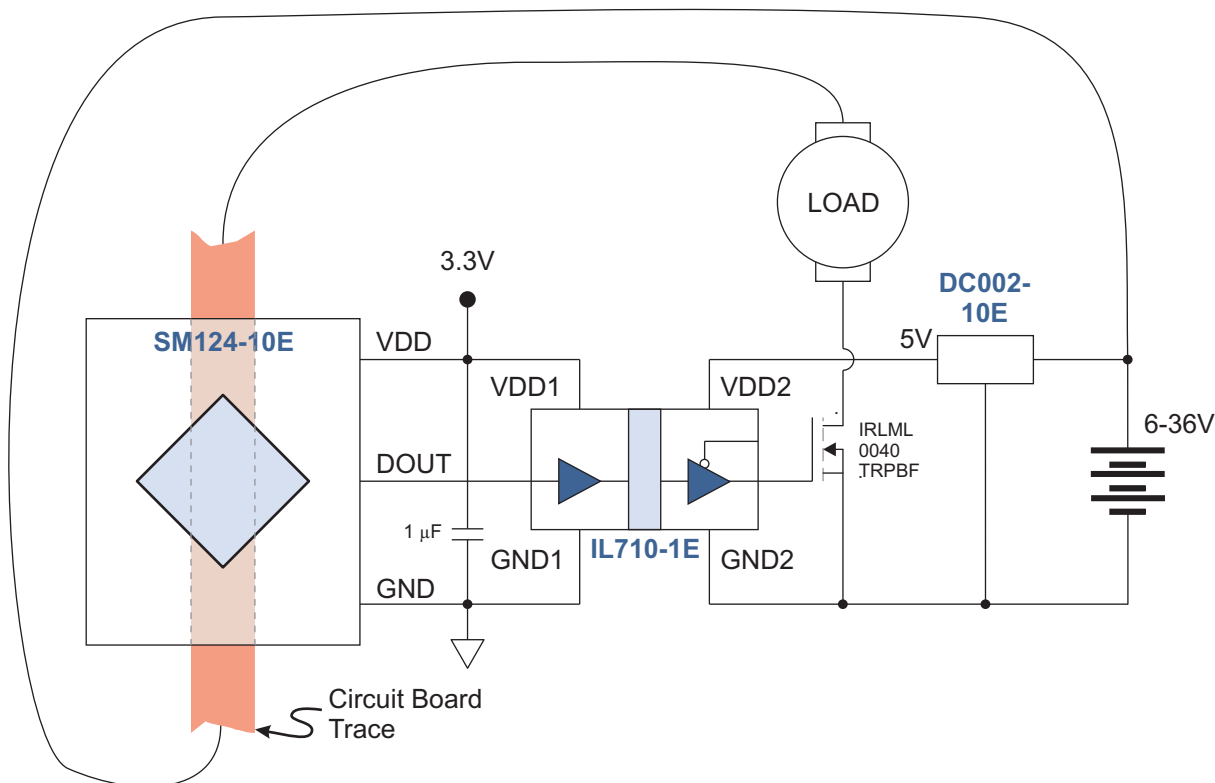 LOAD
3.3V
DC002-
10E
SM124-10E
VDD
5V
VDD1
VDD2
6-36V
IRLML
0040
TRPBF
DOUT
1 μF
GND1
IL710-1E
GND2
GND
Circuit Board
Trace